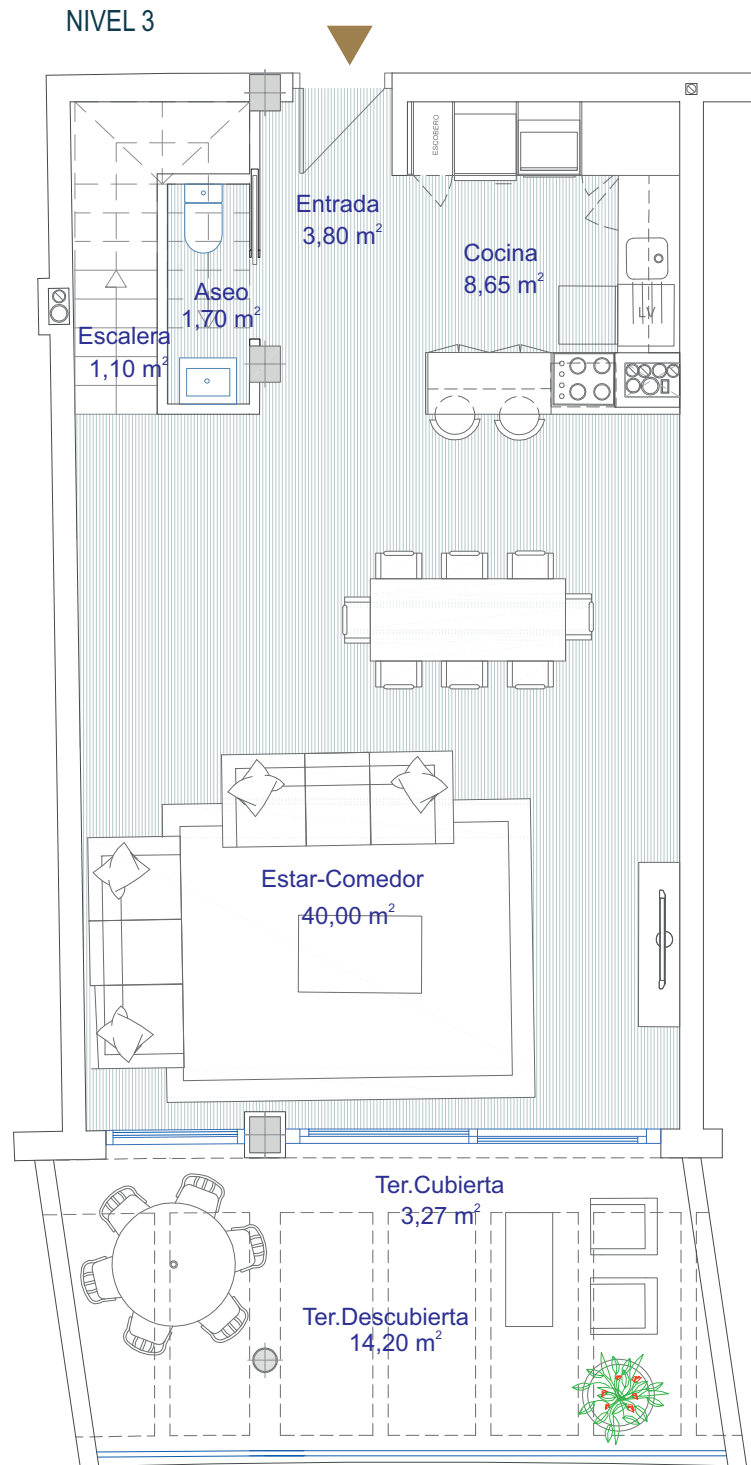 NIVEL 3
ESCOBERO
Entrada
3,80 m²
Cocina
8,65 m²
Aseo
1,70 m²
LV
Escalera
1,10 m²
Estar-Comedor
40,00 m²
Ter.Cubierta
3,27 m²
Ter.Descubierta
14,20 m²